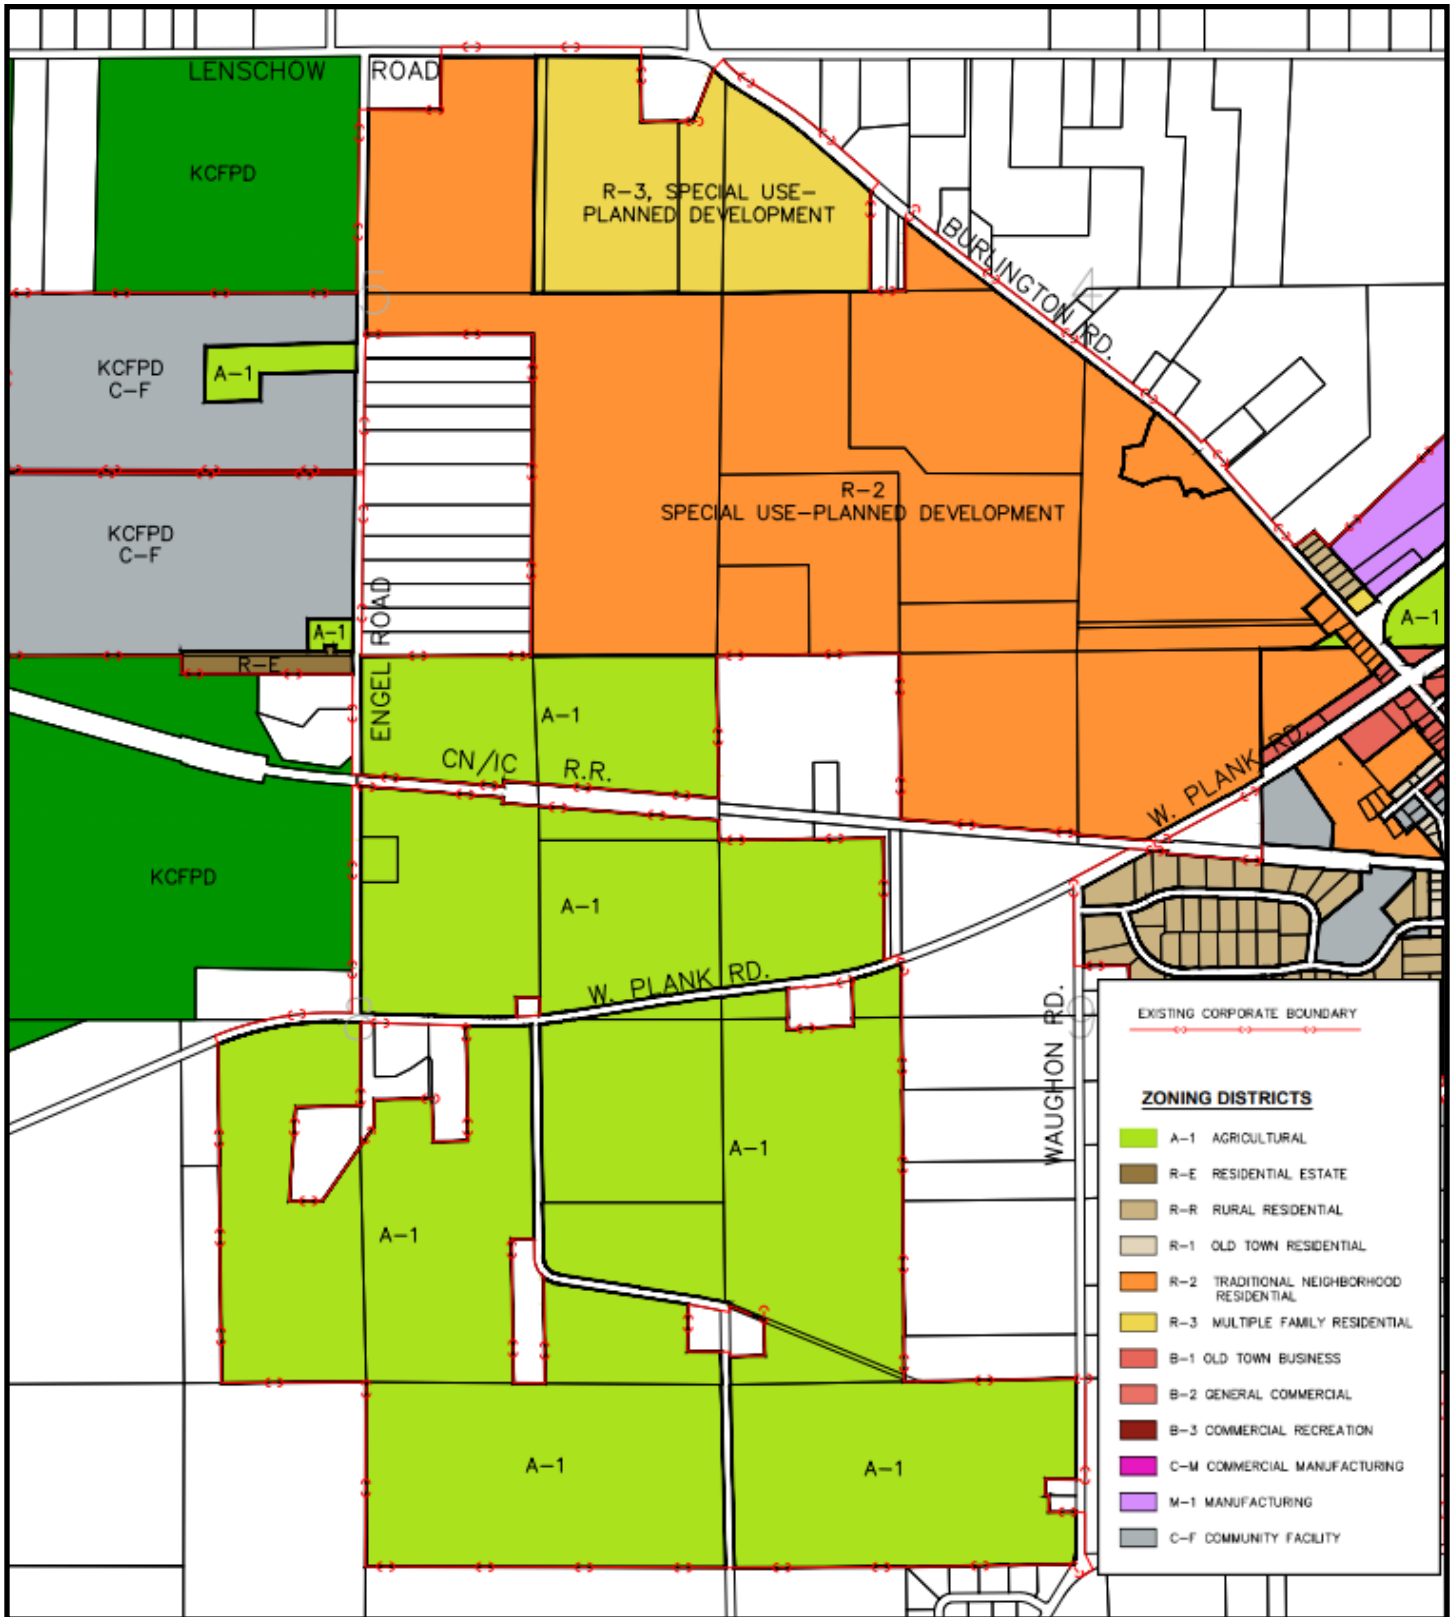 LENSCHOW ROAD
KCFPD
R-3, SPECIAL USE-
PLANNED DEVELOPMENT
BURLINGTON RD.
4
KCFPD
C-F
A-1
R-2
SPECIAL USE-PLANNED DEVELOPMENT
KCFPD
C-F
A-1
A-1
R-E
ENGEL ROAD
A-1
CN/IC R.R.
W. PLANK RD.
KCFPD
A-1
W. PLANK RD.
8
9
WAUGHON RD.
A-1
A-1
A-1
A-1
EXISTING CORPORATE BOUNDARY
ZONING DISTRICTS
A-1 AGRICULTURAL
R-E RESIDENTIAL ESTATE
R-R RURAL RESIDENTIAL
R-1 OLD TOWN RESIDENTIAL
R-2 TRADITIONAL NEIGHBORHOOD
RESIDENTIAL
R-3 MULTIPLE FAMILY RESIDENTIAL
B-1 OLD TOWN BUSINESS
B-2 GENERAL COMMERCIAL
B-3 COMMERCIAL RECREATION
C-M COMMERCIAL MANUFACTURING
M-1 MANUFACTURING
C-F COMMUNITY FACILITY